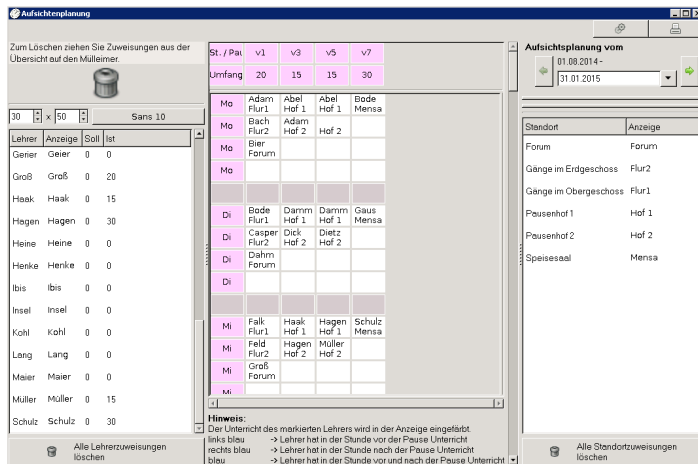 Aufsichtenplanung
Zum Löschen ziehen Sie Zuweisungen aus der
Übersicht auf den Mülleimer.
30 x 50 Sans 10
Lehrer Anzeige Soll Ist
Gerier Geier 0 0
Groß Groß 0 20
Haak Haak 0 15
Hagen Hagen 0 30
Heine Heine 0 0
Henke Henke 0 0
Ibis Ibis 0 0
Insel Insel 0 0
Kohl Kohl 0 0
Lang Lang 0 0
Maier Maier 0 0
Müller Müller 0 15
Schulz Schulz 0 30
Alle Lehrerzuweisungen
löschen
St. / Pau v1 v3 v5 v7
Umfang 20 15 15 30
Mo Adam Abel Abel Bode
Flur1 Hof 1 Hof 1 Mensa
Mo Bach Adam
Flur2 Hof 2 Hof 2
Mo Bier
Forum
Mo
Di Bode Damm Damm Gaus
Flur1 Hof 1 Hof 1 Mensa
Di Casper Dick Dietz
Flur2 Hof 2 Hof 2
Di Dahm
Forum
Di
Mi Falk Haak Hagen Schulz
Flur1 Hof 1 Hof 1 Mensa
Mi Feld Hagen Müller
Flur2 Hof 2 Hof 2
Mi Groß
Forum
Mi
Hinweis:
Der Unterricht des markierten Lehrers wird in der Anzeige eingefärbt.
links blau -> Lehrer hat in der Stunde vor der Pause Unterricht
rechts blau -> Lehrer hat in der Stunde nach der Pause Unterricht
blau -> Lehrer hat in der Stunde vor und nach der Pause Unterricht
Aufsichtsplanung vom
01.08.2014 -
31.01.2015
Standort Anzeige
Forum Forum
Gänge im Erdgeschoss Flur2
Gänge im Obergeschoss Flur1
Pausenhof 1 Hof 1
Pausenhof 2 Hof 2
Speisesaal Mensa
Alle Standortzuweisungen
löschen